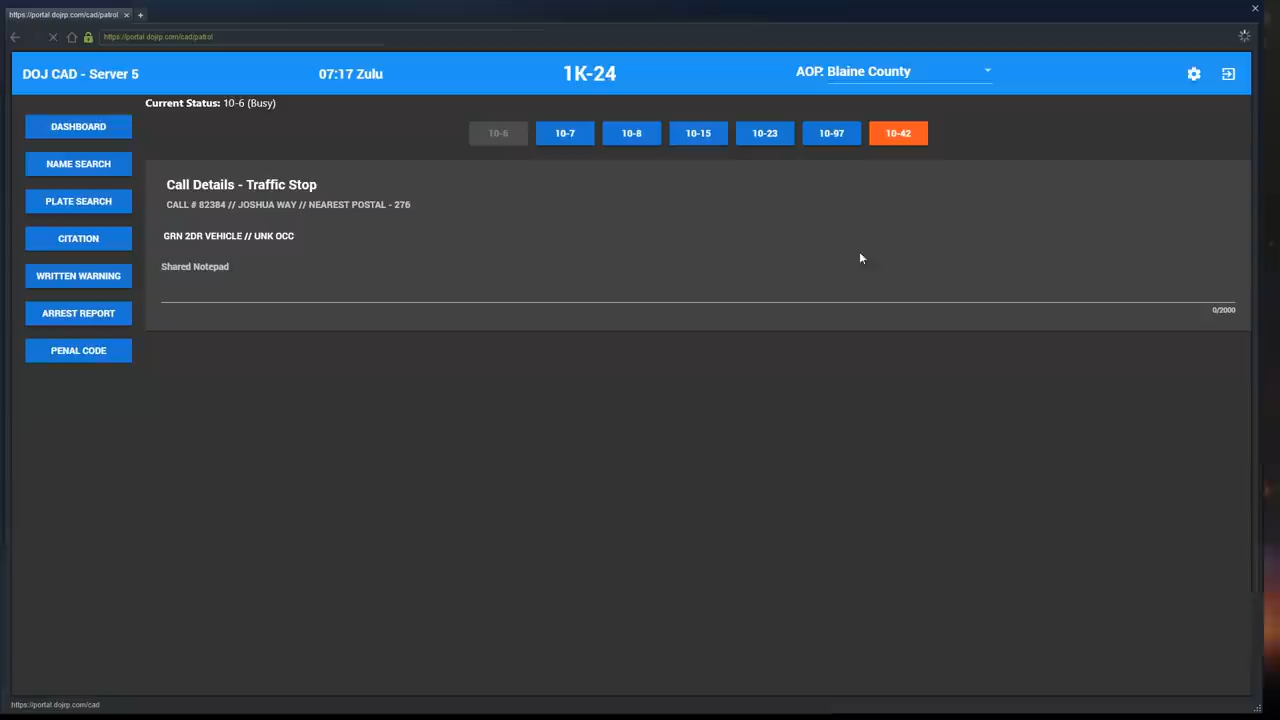 https://portal.dojrp.com/cad/patrol
https://portal.dojrp.com/cad/patrol
DOJ CAD - Server 5
07:17 Zulu
1K-24
AOP: Blaine County
Current Status: 10-6 (Busy)
10-6
10-7
10-8
10-15
10-23
10-97
10-42
DASHBOARD
NAME SEARCH
PLATE SEARCH
CITATION
WRITTEN WARNING
ARREST REPORT
PENAL CODE
Call Details - Traffic Stop
CALL # 82384 // JOSHUA WAY // NEAREST POSTAL - 276
GRN 2DR VEHICLE // UNK OCC
Shared Notepad
0/2000
https://portal.dojrp.com/cad